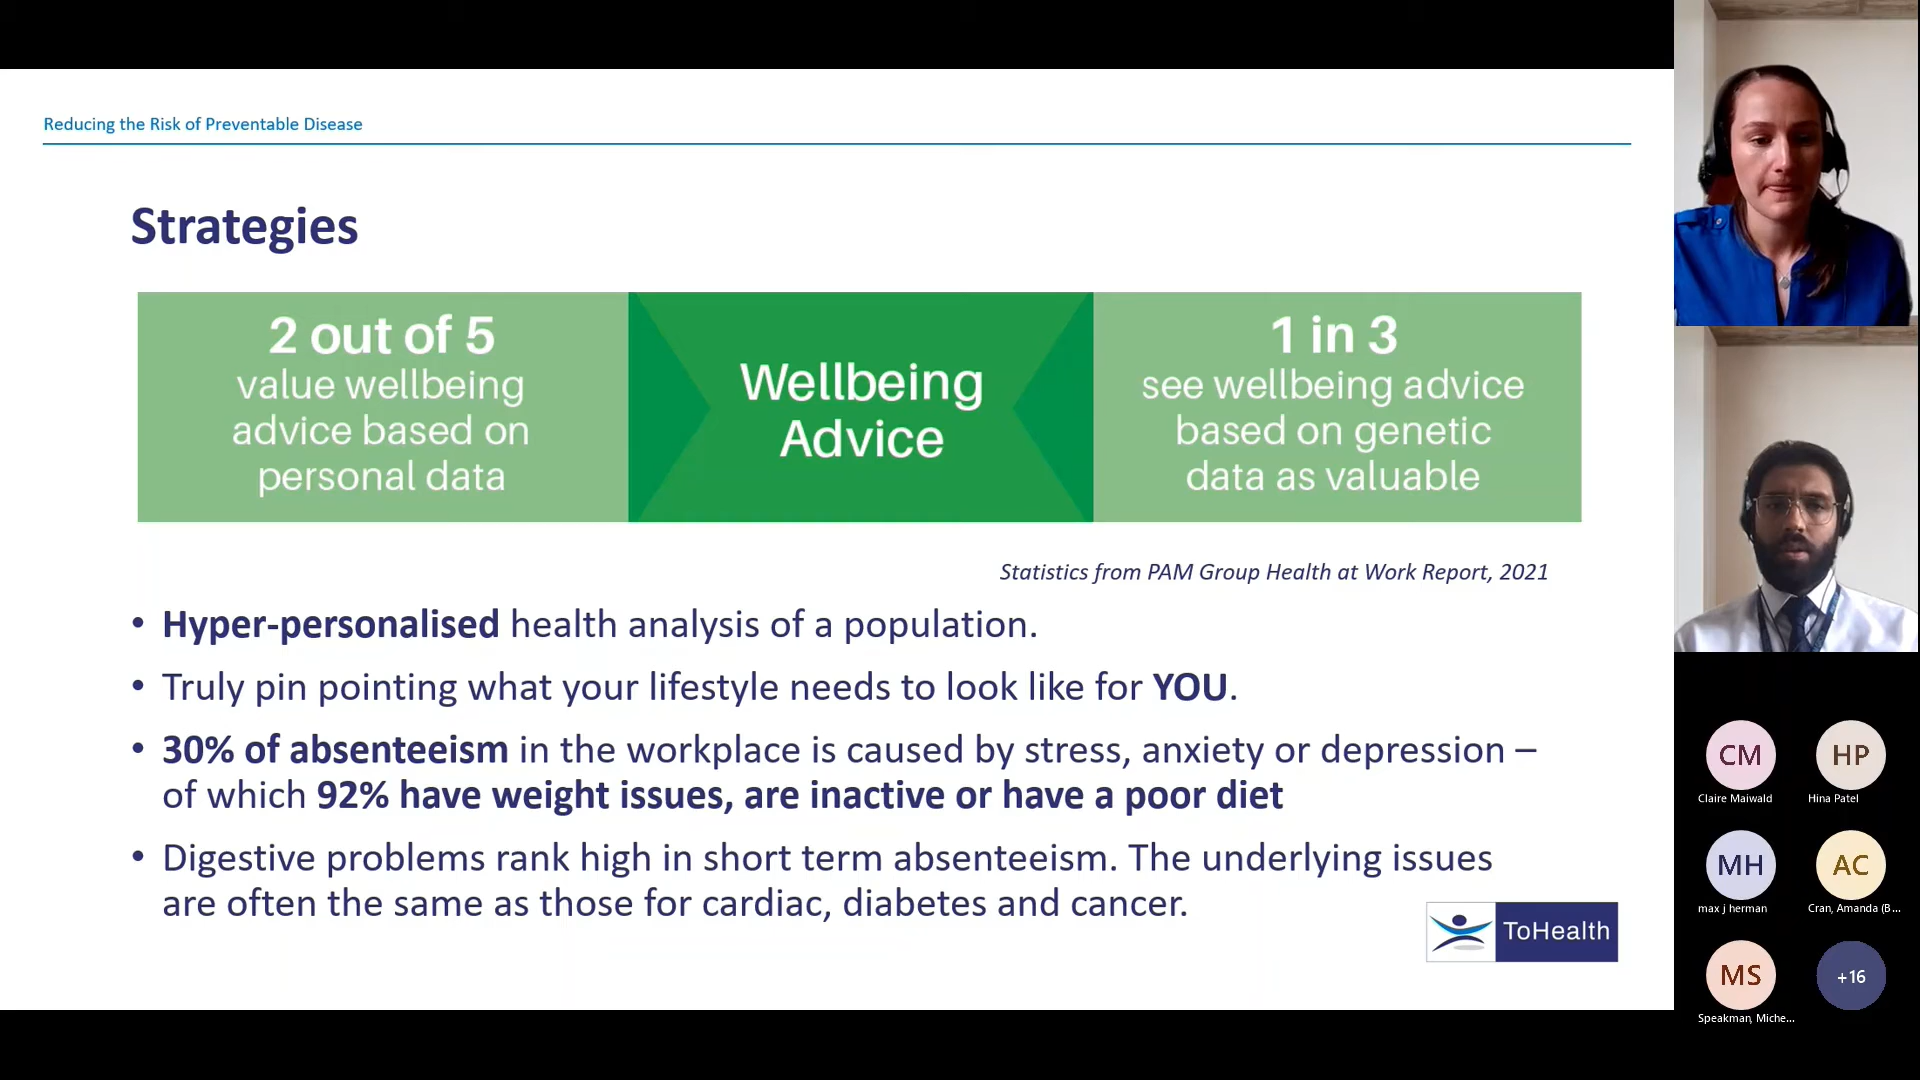 Reducing the Risk of Preventable Disease
Strategies
2 out of 5
value wellbeing
advice based on
personal data
Wellbeing
Advice
1 in 3
see wellbeing advice
based on genetic
data as valuable
Statistics from PAM Group Health at Work Report, 2021
• Hyper-personalised health analysis of a population.
• Truly pin pointing what your lifestyle needs to look like for YOU.
• 30% of absenteeism in the workplace is caused by stress, anxiety or depression –
of which 92% have weight issues, are inactive or have a poor diet
• Digestive problems rank high in short term absenteeism. The underlying issues
are often the same as those for cardiac, diabetes and cancer.
ToHealth
CM
Claire Maiwald
HP
Hina Patel
MH
max j herman
AC
Cran, Amanda (B...
MS
Speakman, Miche...
+16